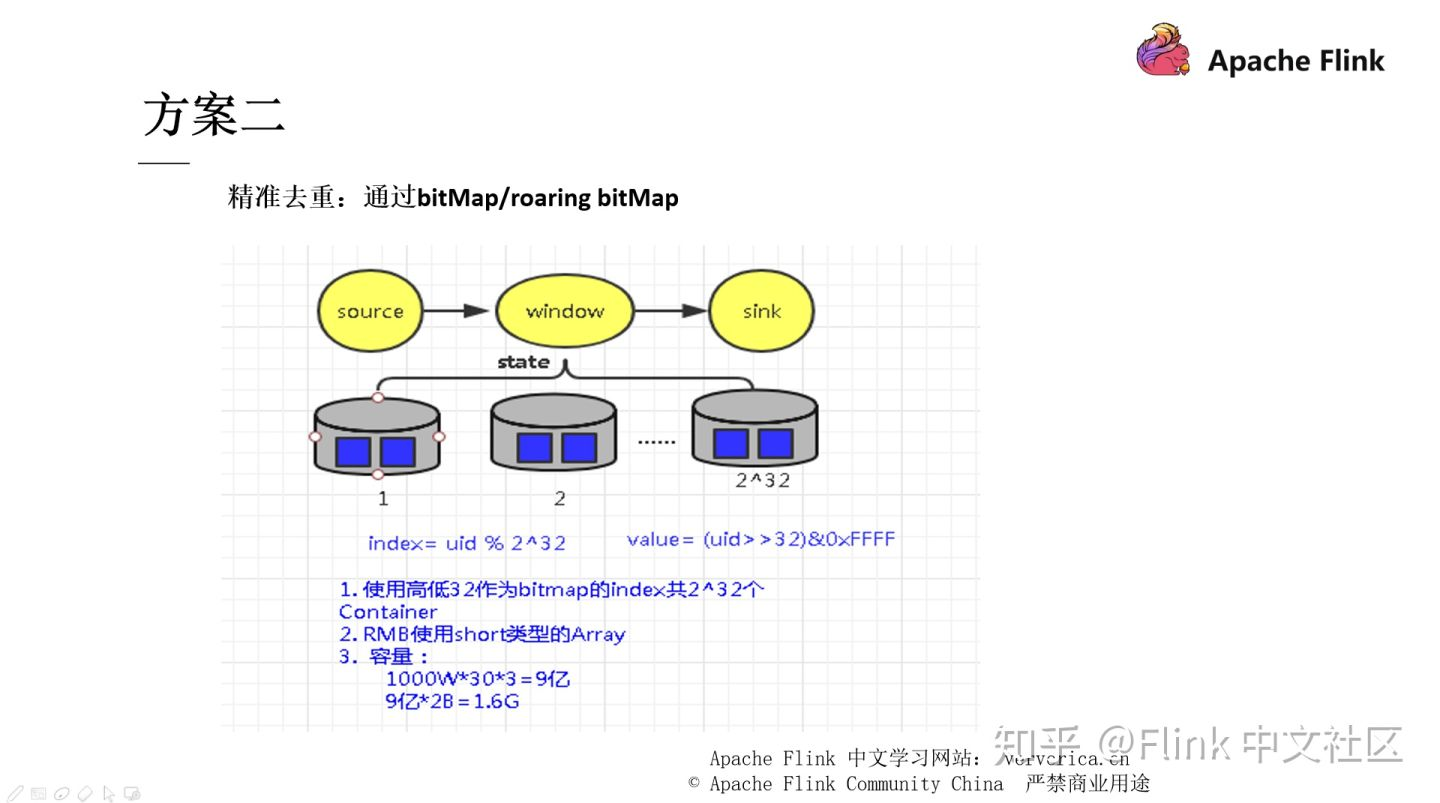 Apache Flink
方案二
精准去重：通过bitMap/roaring bitMap
source
window
sink
state
......
1
2
2^32
index= uid % 2^32
value= (uid>>32)&0xFFFF
1.使用高低32作为bitmap的index共2^32个
Container
2.RMB使用short类型的Array
3. 容量：
1000W*30*3=9亿
9亿*2B=1.6G
知乎 @Flink 中文社区
Apache Flink 中文学习网站：
© Apache Flink Community China 严禁商业用途